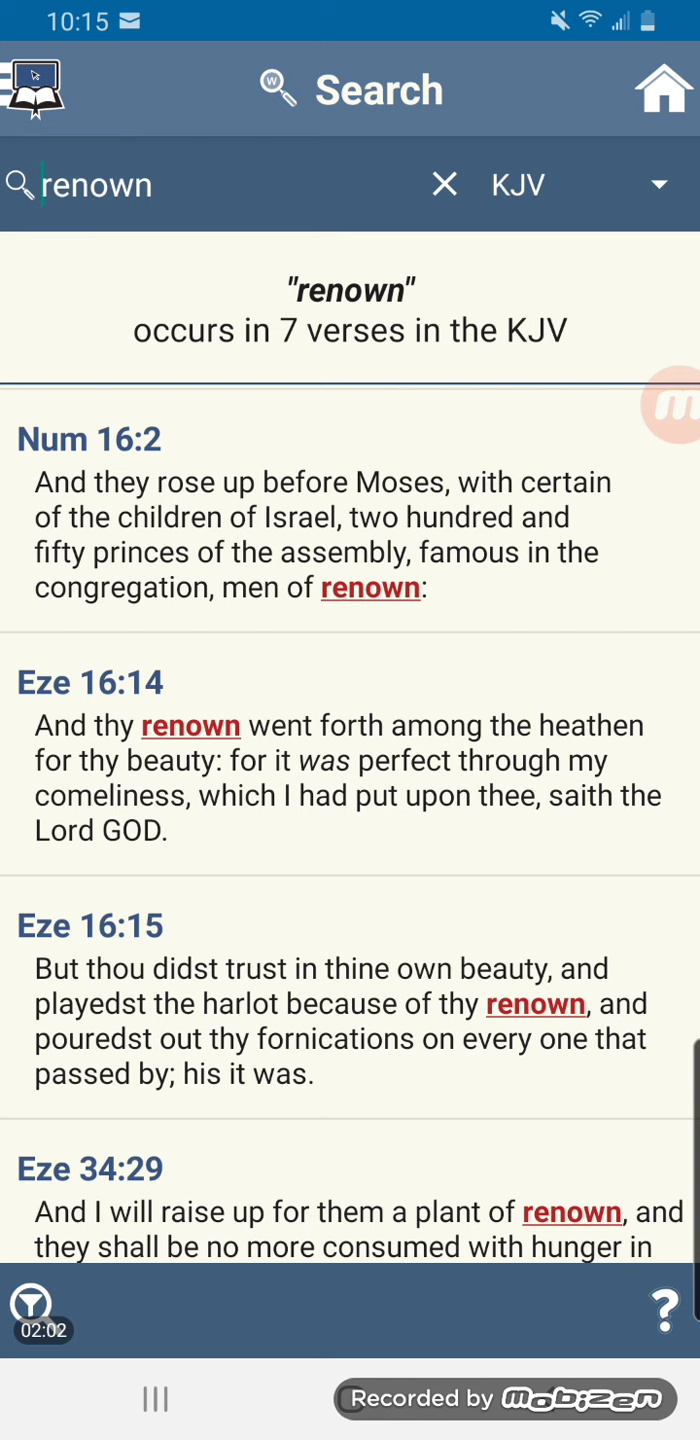 10:15
Search
renown
KJV
"renown"
occurs in 7 verses in the KJV
Num 16:2
And they rose up before Moses, with certain
of the children of Israel, two hundred and
fifty princes of the assembly, famous in the
congregation, men of renown:
Eze 16:14
And thy renown went forth among the heathen
for thy beauty: for it was perfect through my
comeliness, which I had put upon thee, saith the
Lord GOD.
Eze 16:15
But thou didst trust in thine own beauty, and
playedst the harlot because of thy renown, and
pouredst out thy fornications on every one that
passed by; his it was.
Eze 34:29
And I will raise up for them a plant of renown, and
they shall be no more consumed with hunger in
02:02
Recorded by mobizen